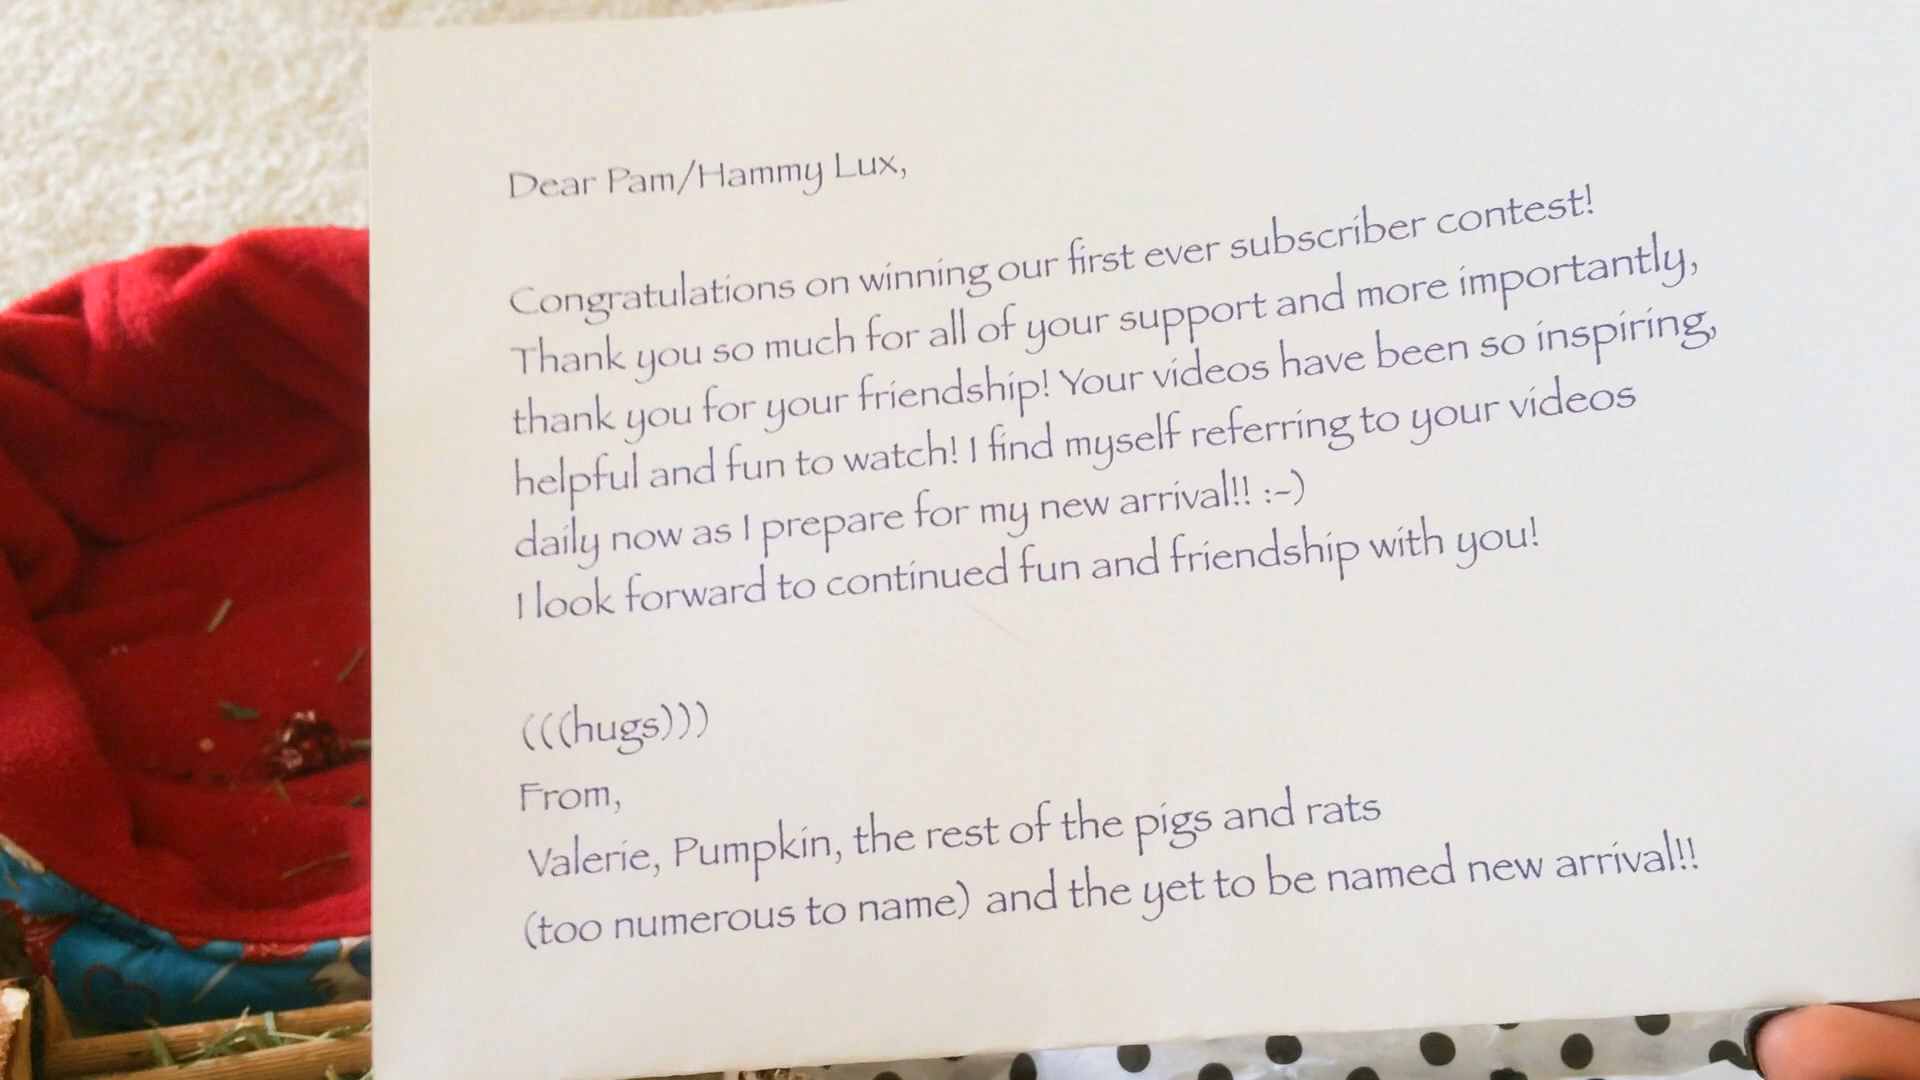 Dear Pam/Hammy Lux,
Congratulations on winning our first ever subscriber contest!
Thank you so much for all of your support and more importantly,
thank you for your friendship! Your videos have been so inspiring,
helpful and fun to watch! I find myself referring to your videos
daily now as I prepare for my new arrival!! :-)
I look forward to continued fun and friendship with you!
(((hugs)))
From,
Valerie, Pumpkin, the rest of the pigs and rats
(too numerous to name) and the yet to be named new arrival!!